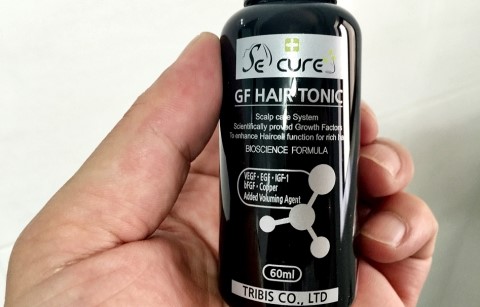 Se cure
GF HAIR TONIC
Scalp care System
Scientifically proved Growth Factors
To enhance Haircell function for rich
BIOSCIENCE FORMULA
VEGF · EGF · IGF-1
bFGF · Copper
Added Voluming Agent
60ml
TRIBIS CO., LTD